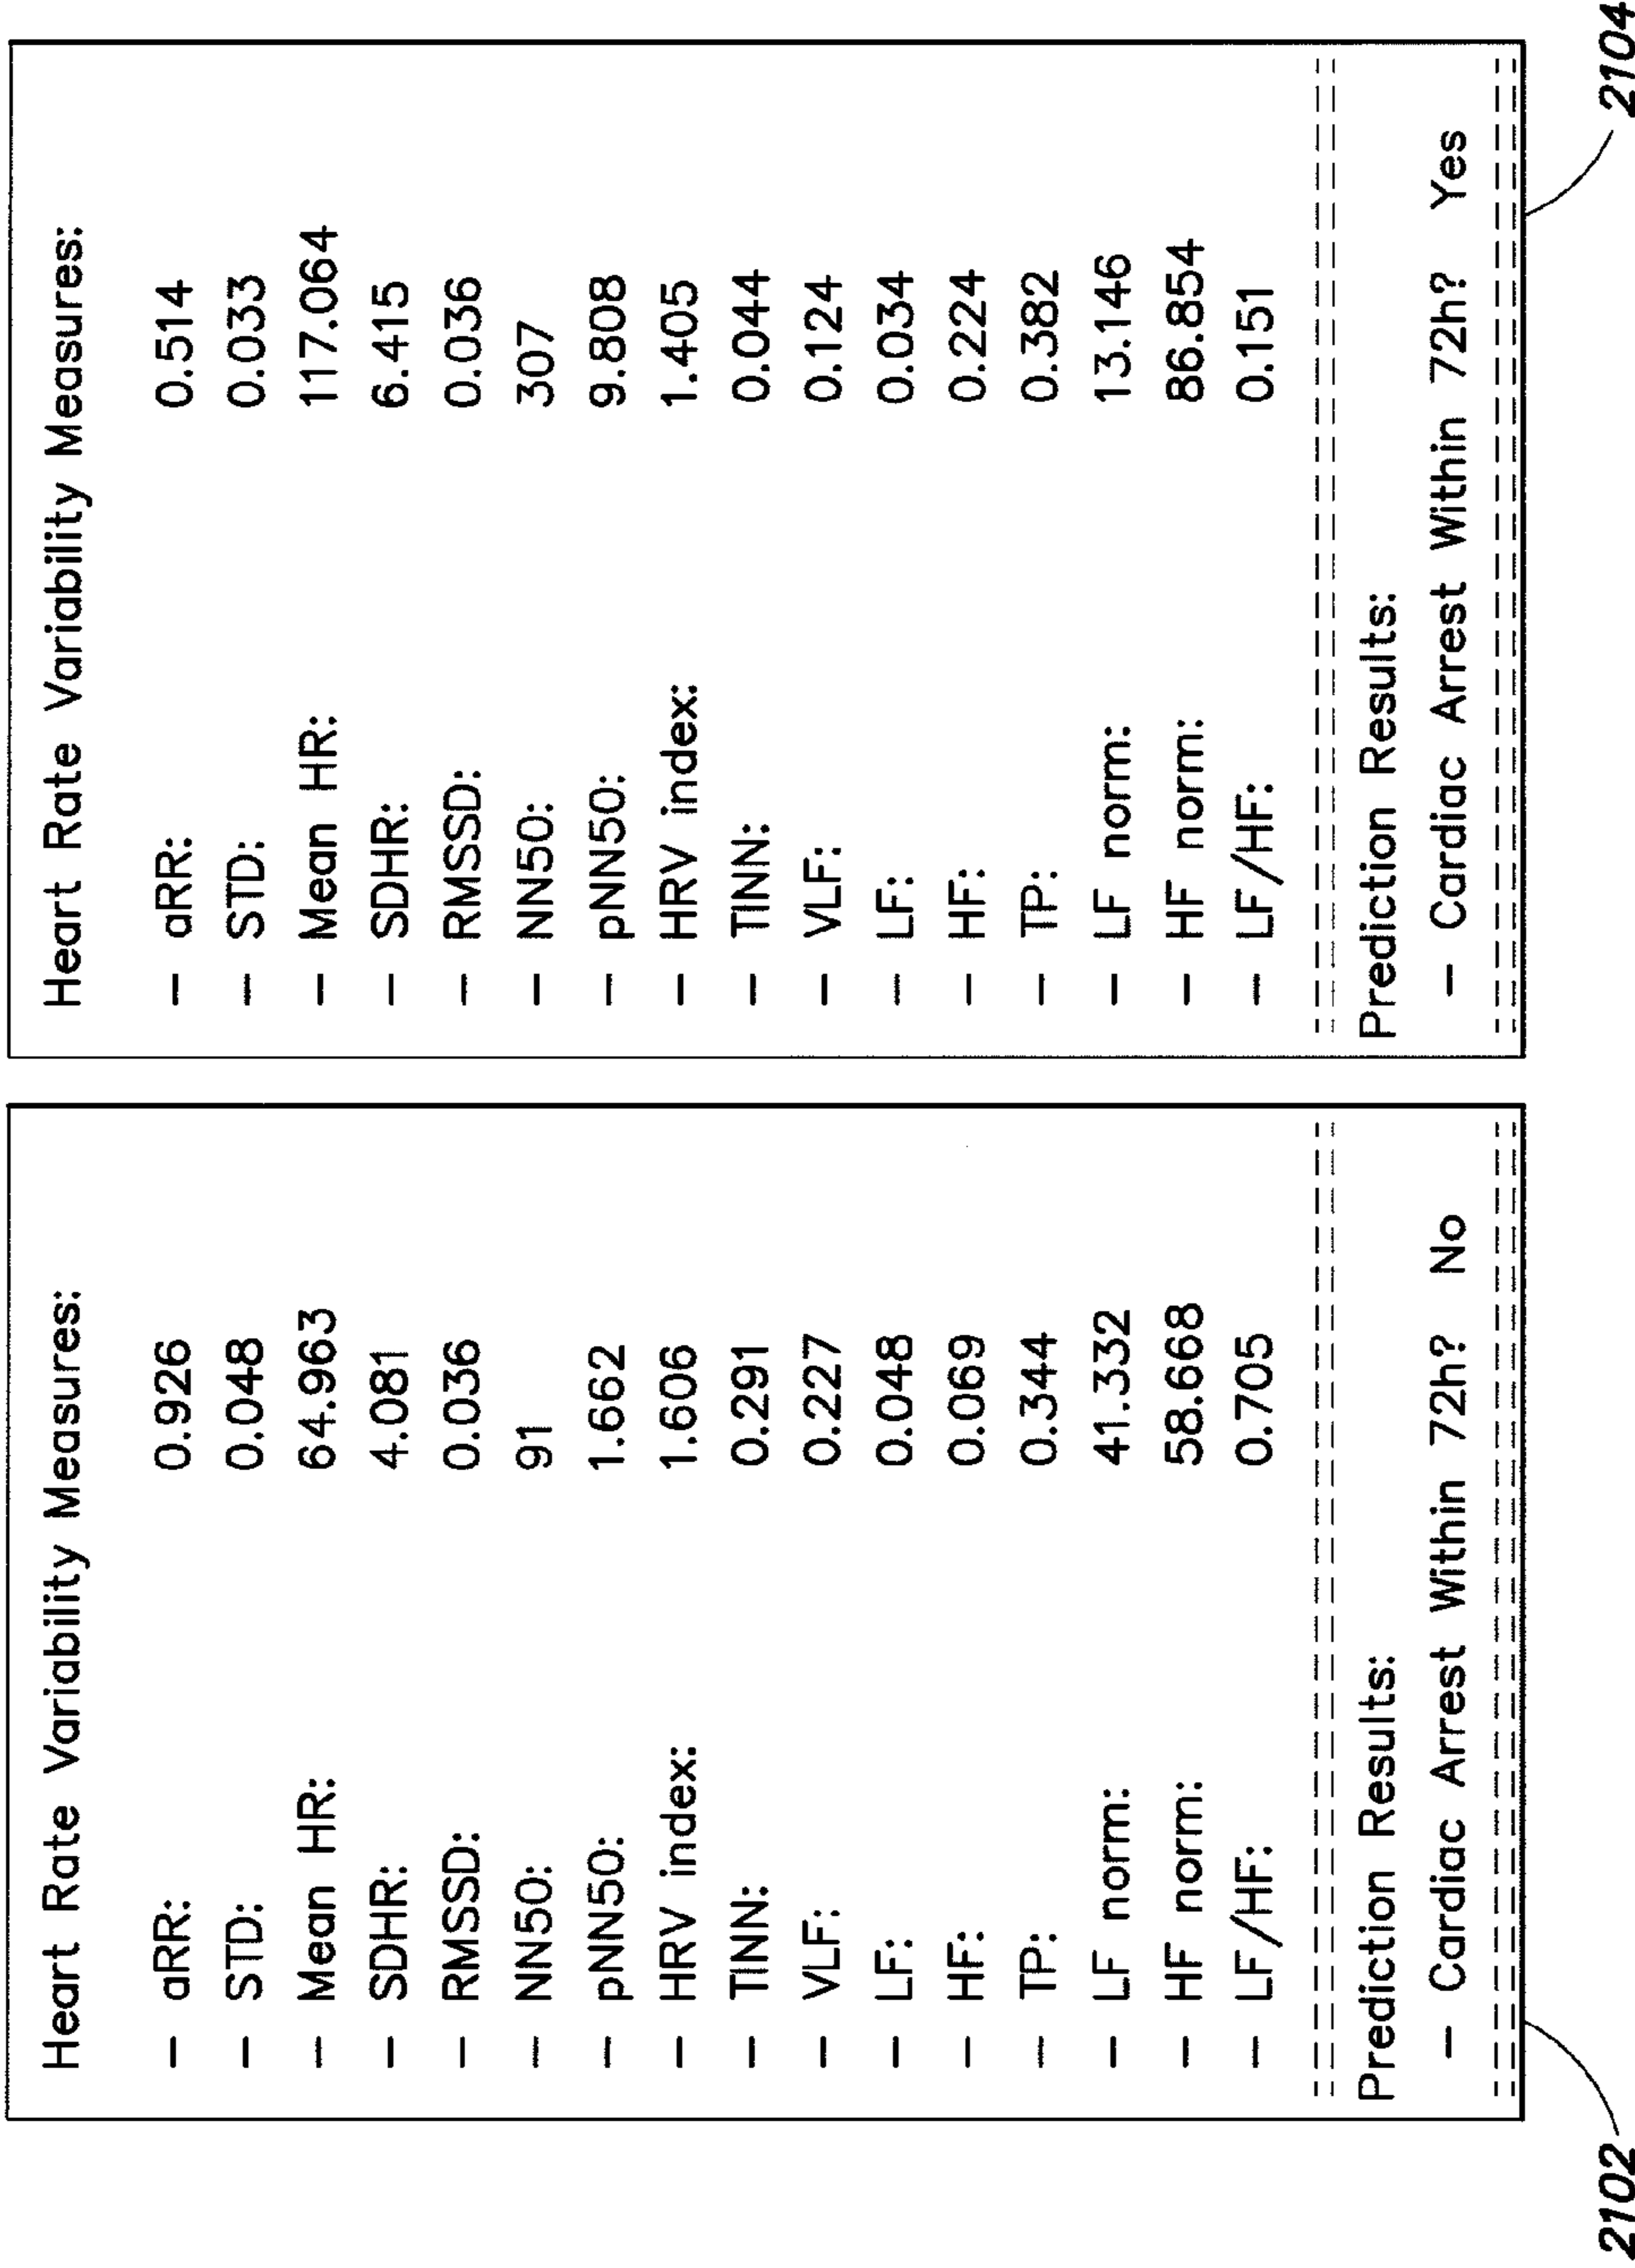 Heart Rate Variability Measures:
– aRR: 0.926
– STD: 0.048
– Mean HR: 64.963
– SDHR: 4.081
– RMSSD: 0.036
– NN50: 91
– pNN50: 1.662
– HRV index: 1.606
– TINN: 0.291
– VLF: 0.227
– LF: 0.048
– HF: 0.069
– TP: 0.344
– LF norm: 41.332
– HF norm: 58.668
– LF/HF: 0.705
Prediction Results:
– Cardiac Arrest Within 72h? No
2102
Heart Rate Variability Measures:
– aRR: 0.514
– STD: 0.033
– Mean HR: 117.064
– SDHR: 6.415
– RMSSD: 0.036
– NN50: 307
– pNN50: 9.808
– HRV index: 1.405
– TINN: 0.044
– VLF: 0.124
– LF: 0.034
– HF: 0.224
– TP: 0.382
– LF norm: 13.146
– HF norm: 86.854
– LF/HF: 0.151
Prediction Results:
– Cardiac Arrest Within 72h? Yes
2104